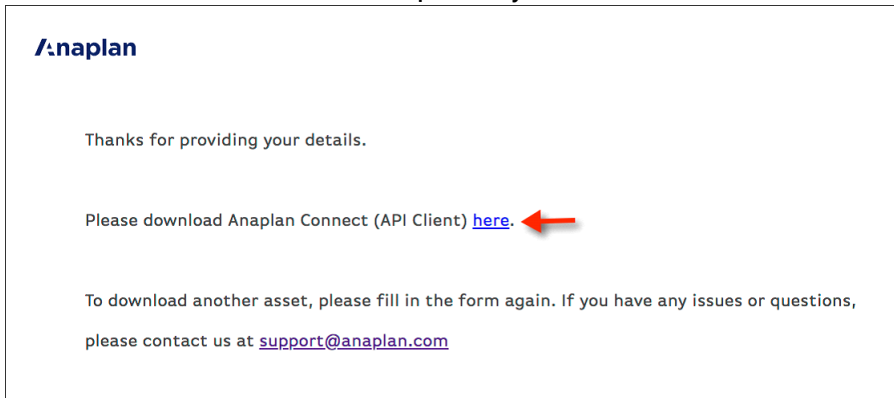 Anaplan
Thanks for providing your details.
Please download Anaplan Connect (API Client) here.
To download another asset, please fill in the form again. If you have any issues or questions,
please contact us at support@anaplan.com